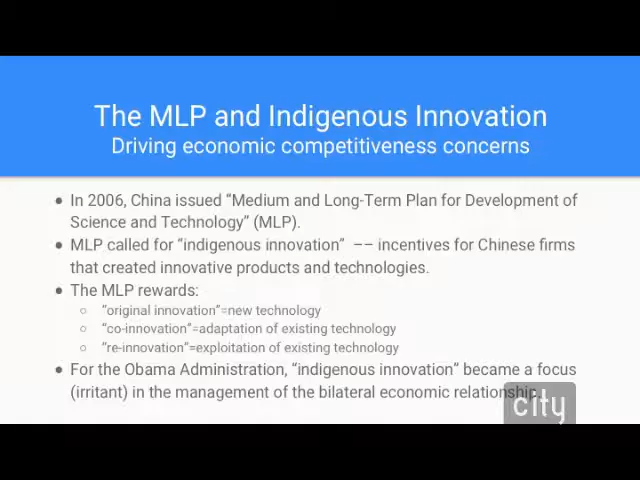 The MLP and Indigenous Innovation
Driving economic competitiveness concerns
● In 2006, China issued “Medium and Long-Term Plan for Development of
Science and Technology” (MLP).
● MLP called for “indigenous innovation” –– incentives for Chinese firms
that created innovative products and technologies.
● The MLP rewards:
○ “original innovation”=new technology
○ “co-innovation”=adaptation of existing technology
○ “re-innovation”=exploitation of existing technology
● For the Obama Administration, “indigenous innovation” became a focus
(irritant) in the management of the bilateral economic relationship.
city